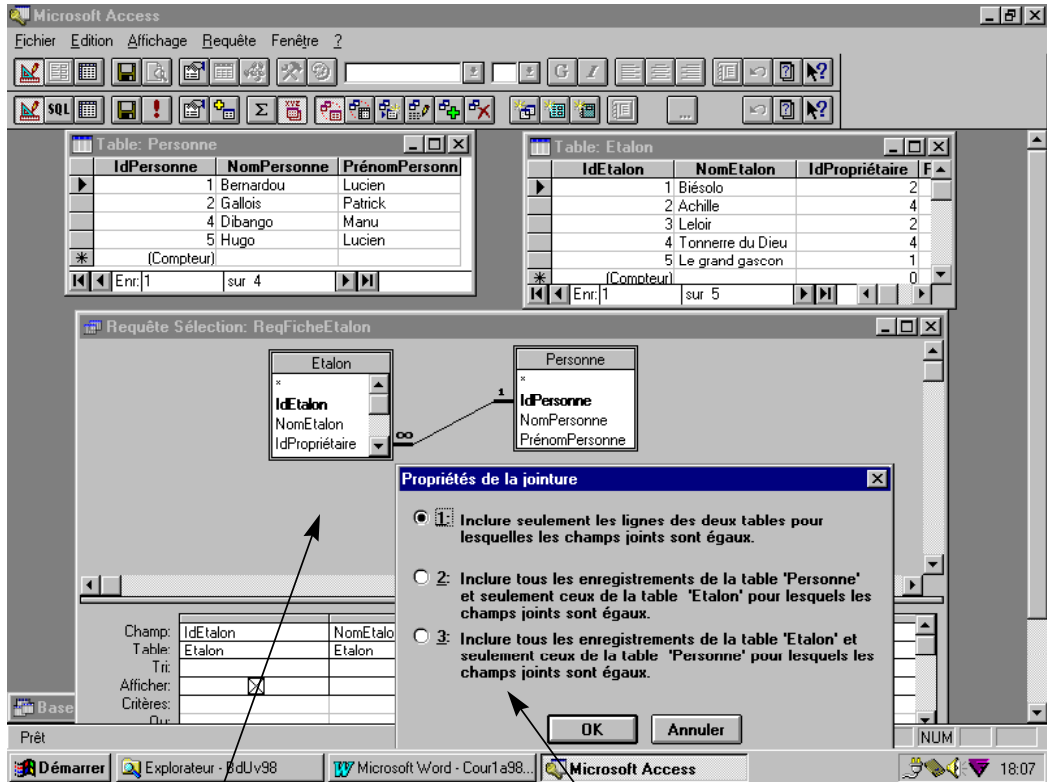 Microsoft Access
Fichier Edition Affichage Requête Fenêtre ?
G I
SQL Σ XYZ ...
Table: Personne
IdPersonne NomPersonne PrénomPersonn
1 Bernardou Lucien
2 Gallois Patrick
4 Dibango Manu
5 Hugo Lucien
(Compteur)
Enr: 1 sur 4
Table: Etalon
IdEtalon NomEtalon IdPropriétaire F
1 Biésolo 2
2 Achille 4
3 Leloir 2
4 Tonnerre du Dieu 4
5 Le grand gascon 1
(Compteur) 0
Enr: 1 sur 5
Requête Sélection: ReqFicheEtalon
Etalon
*
IdEtalon
NomEtalon
IdPropriétaire
∞
1
Personne
*
IdPersonne
NomPersonne
PrénomPersonne
Propriétés de la jointure
1: Inclure seulement les lignes des deux tables pour
lesquelles les champs joints sont égaux.
2: Inclure tous les enregistrements de la table 'Personne'
et seulement ceux de la table 'Etalon' pour lesquels les
champs joints sont égaux.
3: Inclure tous les enregistrements de la table 'Etalon' et
seulement ceux de la table 'Personne' pour lesquels les
champs joints sont égaux.
OK Annuler
Champ: IdEtalon NomEtalo
Table: Etalon Etalon
Tri:
Afficher:
Critères:
Ou:
Base
Prêt NUM
Démarrer Explorateur - BdUv98 Microsoft Word - Cour1a98... Microsoft Access 18:07